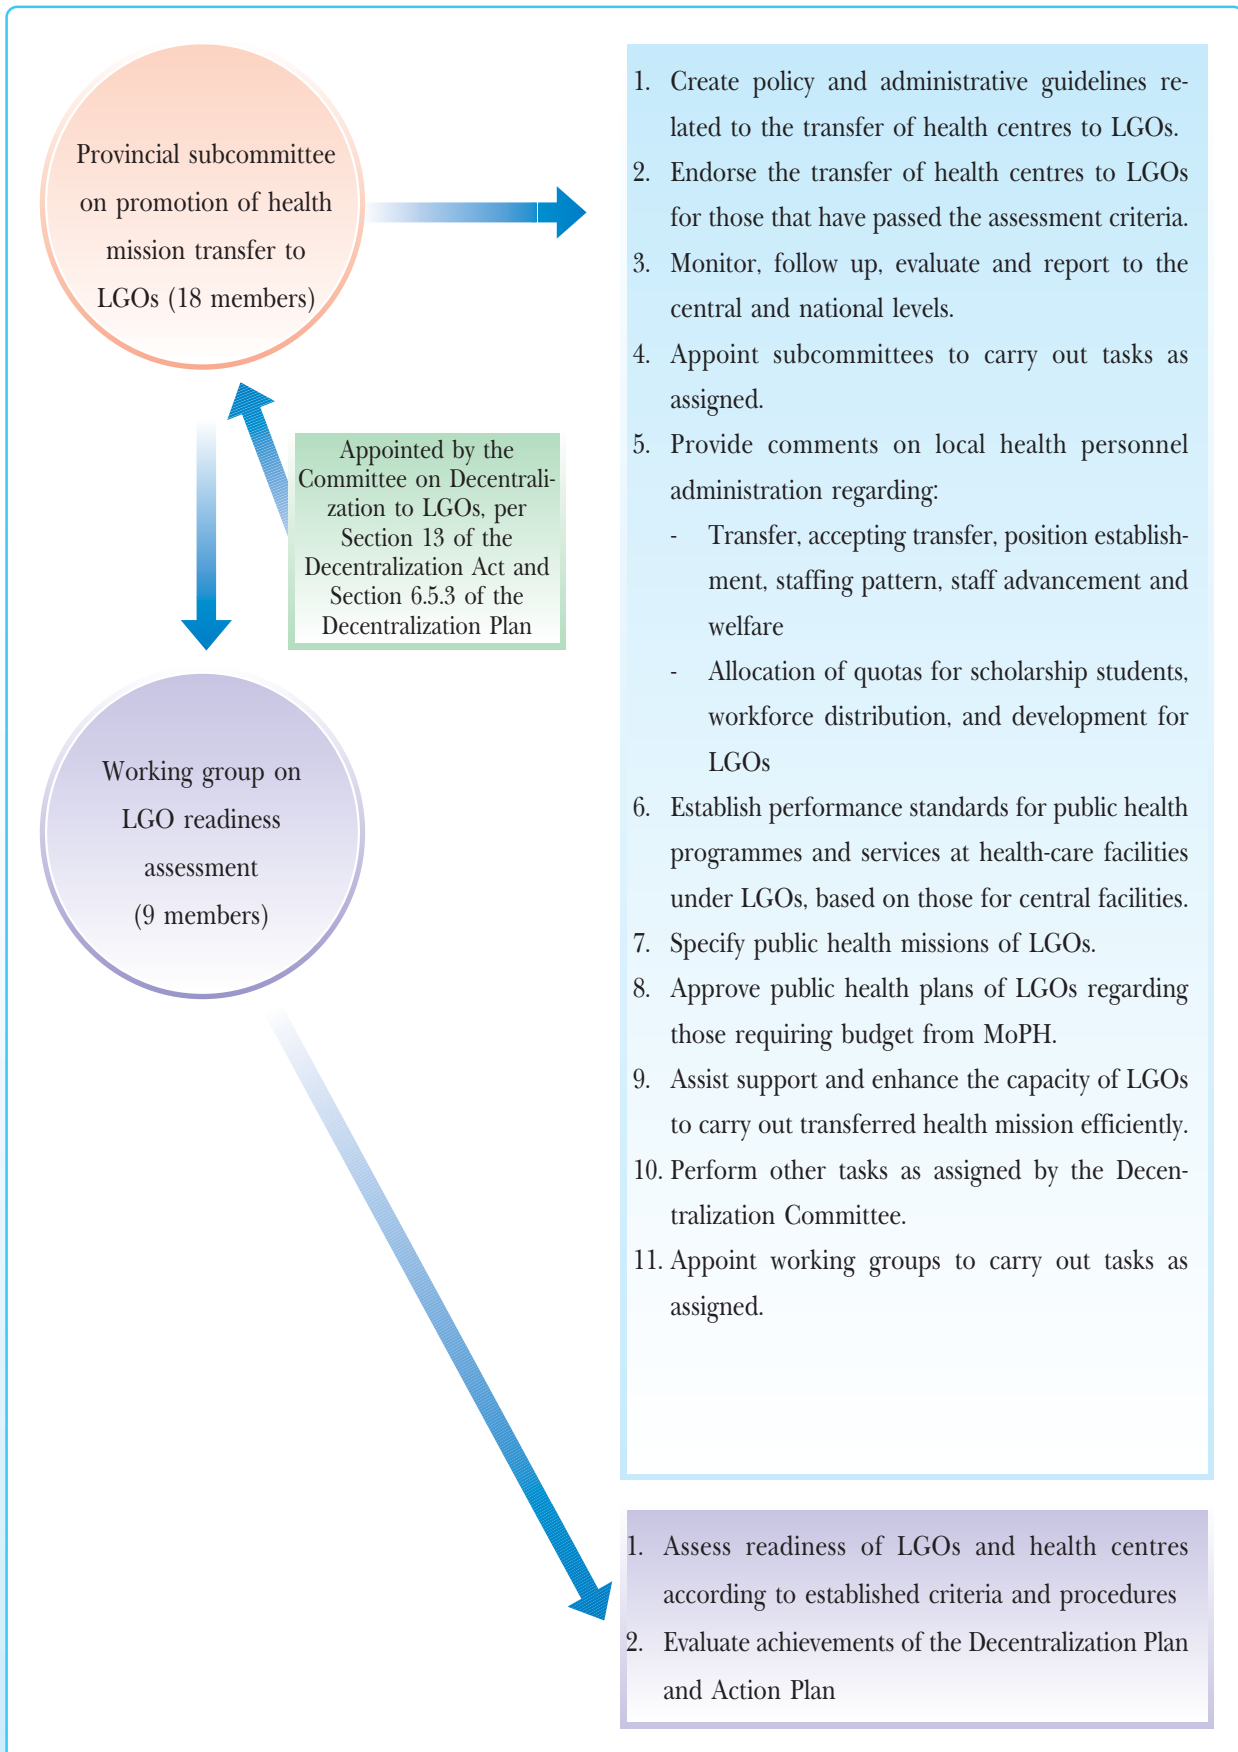 Provincial subcommittee
on promotion of health
mission transfer to
LGOs (18 members)
Appointed by the
Committee on Decentrali-
zation to LGOs, per
Section 13 of the
Decentralization Act and
Section 6.5.3 of the
Decentralization Plan
Working group on
LGO readiness
assessment
(9 members)
1. Create policy and administrative guidelines re-
lated to the transfer of health centres to LGOs.
2. Endorse the transfer of health centres to LGOs
for those that have passed the assessment criteria.
3. Monitor, follow up, evaluate and report to the
central and national levels.
4. Appoint subcommittees to carry out tasks as
assigned.
5. Provide comments on local health personnel
administration regarding:
- Transfer, accepting transfer, position establish-
ment, staffing pattern, staff advancement and
welfare
- Allocation of quotas for scholarship students,
workforce distribution, and development for
LGOs
6. Establish performance standards for public health
programmes and services at health-care facilities
under LGOs, based on those for central facilities.
7. Specify public health missions of LGOs.
8. Approve public health plans of LGOs regarding
those requiring budget from MoPH.
9. Assist support and enhance the capacity of LGOs
to carry out transferred health mission efficiently.
10. Perform other tasks as assigned by the Decen-
tralization Committee.
11. Appoint working groups to carry out tasks as
assigned.
1. Assess readiness of LGOs and health centres
according to established criteria and procedures
2. Evaluate achievements of the Decentralization Plan
and Action Plan